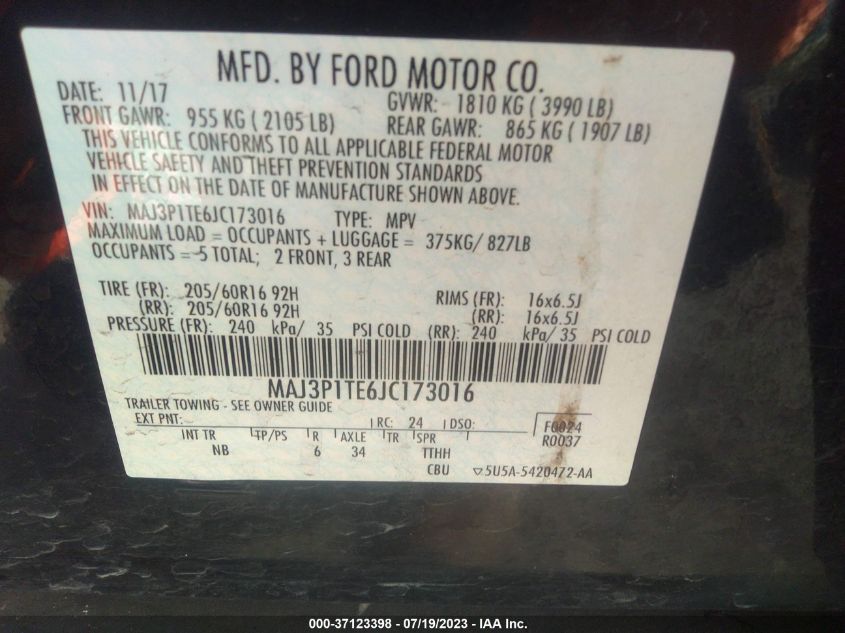 MFD. BY FORD MOTOR CO.
DATE: 11/17 GVWR: 1810 KG ( 3990 LB)
FRONT GAWR: 955 KG ( 2105 LB) REAR GAWR: 865 KG ( 1907 LB)
THIS VEHICLE CONFORMS TO ALL APPLICABLE FEDERAL MOTOR
VEHICLE SAFETY AND THEFT PREVENTION STANDARDS
IN EFFECT ON THE DATE OF MANUFACTURE SHOWN ABOVE.
VIN: MAJ3P1TE6JC173016 TYPE: MPV
MAXIMUM LOAD = OCCUPANTS + LUGGAGE = 375KG/ 827LB
OCCUPANTS = 5 TOTAL; 2 FRONT, 3 REAR
TIRE (FR): 205/60R16 92H RIMS (FR): 16x6.5J
(RR): 205/60R16 92H (RR): 16x6.5J
PRESSURE (FR): 240 kPa/ 35 PSI COLD (RR): 240 kPa/ 35 PSI COLD
MAJ3P1TE6JC173016
TRAILER TOWING - SEE OWNER GUIDE
EXT PNT: RC: 24 DSO: F0024
R0037
INT TR TP/PS R AXLE TR SPR
NB 6 34 TTHH
CBU 5U5A-5420472-AA
000-37123398 - 07/19/2023 - IAA Inc.